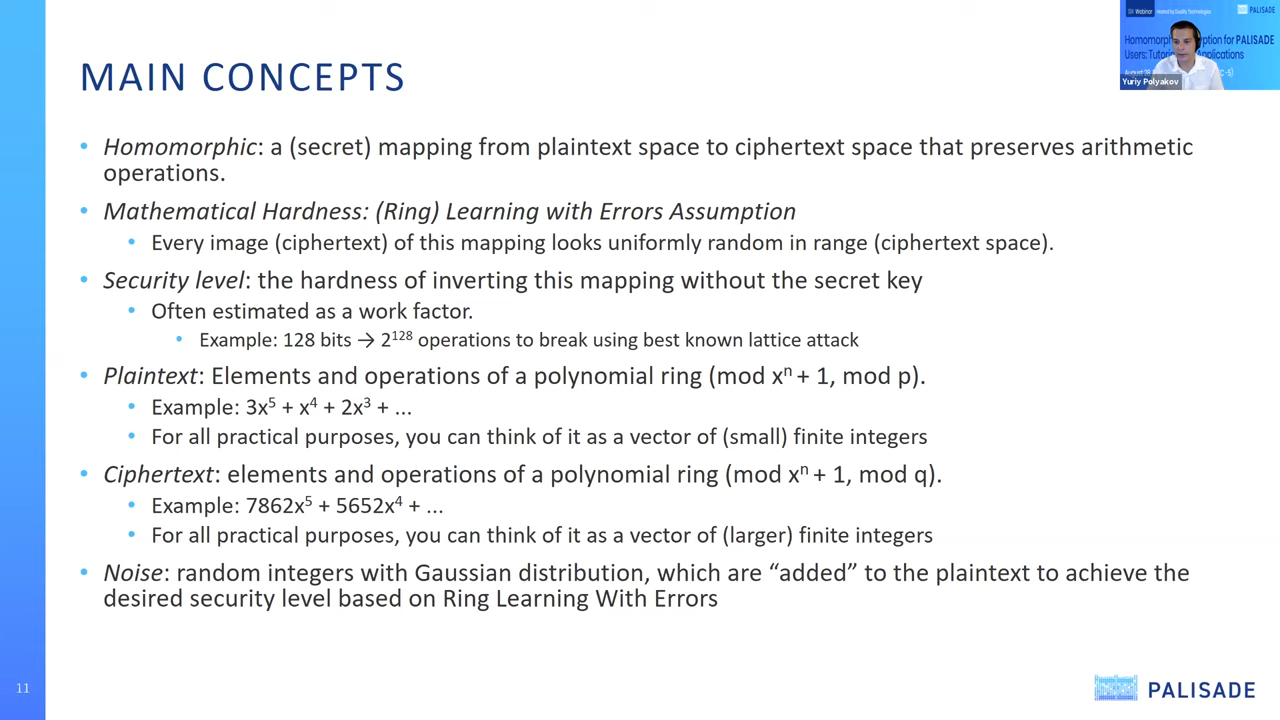 Webinar
Hosted by Duality Technologies
PALISADE
Users: Tutorial
Applications
Yuriy Polyakov
MAIN CONCEPTS
• Homomorphic: a (secret) mapping from plaintext space to ciphertext space that preserves arithmetic
operations.
• Mathematical Hardness: (Ring) Learning with Errors Assumption
• Every image (ciphertext) of this mapping looks uniformly random in range (ciphertext space).
• Security level: the hardness of inverting this mapping without the secret key
• Often estimated as a work factor.
• Example: 128 bits → 2¹²⁸ operations to break using best known lattice attack
• Plaintext: Elements and operations of a polynomial ring (mod xⁿ + 1, mod p).
• Example: 3x⁵ + x⁴ + 2x³ + ...
• For all practical purposes, you can think of it as a vector of (small) finite integers
• Ciphertext: elements and operations of a polynomial ring (mod xⁿ + 1, mod q).
• Example: 7862x⁵ + 5652x⁴ + ...
• For all practical purposes, you can think of it as a vector of (larger) finite integers
• Noise: random integers with Gaussian distribution, which are “added” to the plaintext to achieve the
desired security level based on Ring Learning With Errors
11
PALISADE